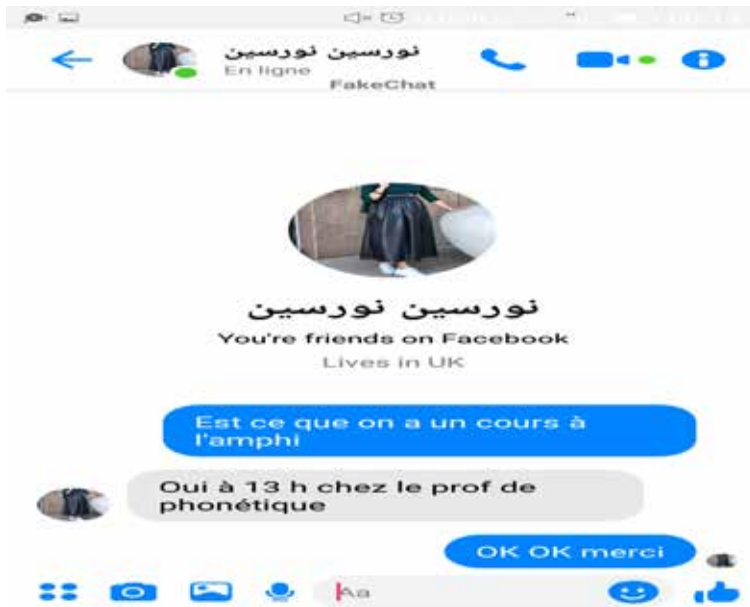 نورسين نورسين
En ligne
FakeChat
نورسين نورسين
You're friends on Facebook
Lives in UK
Est ce que on a un cours à
l'amphi
Oui à 13 h chez le prof de
phonétique
OK OK merci
Aa